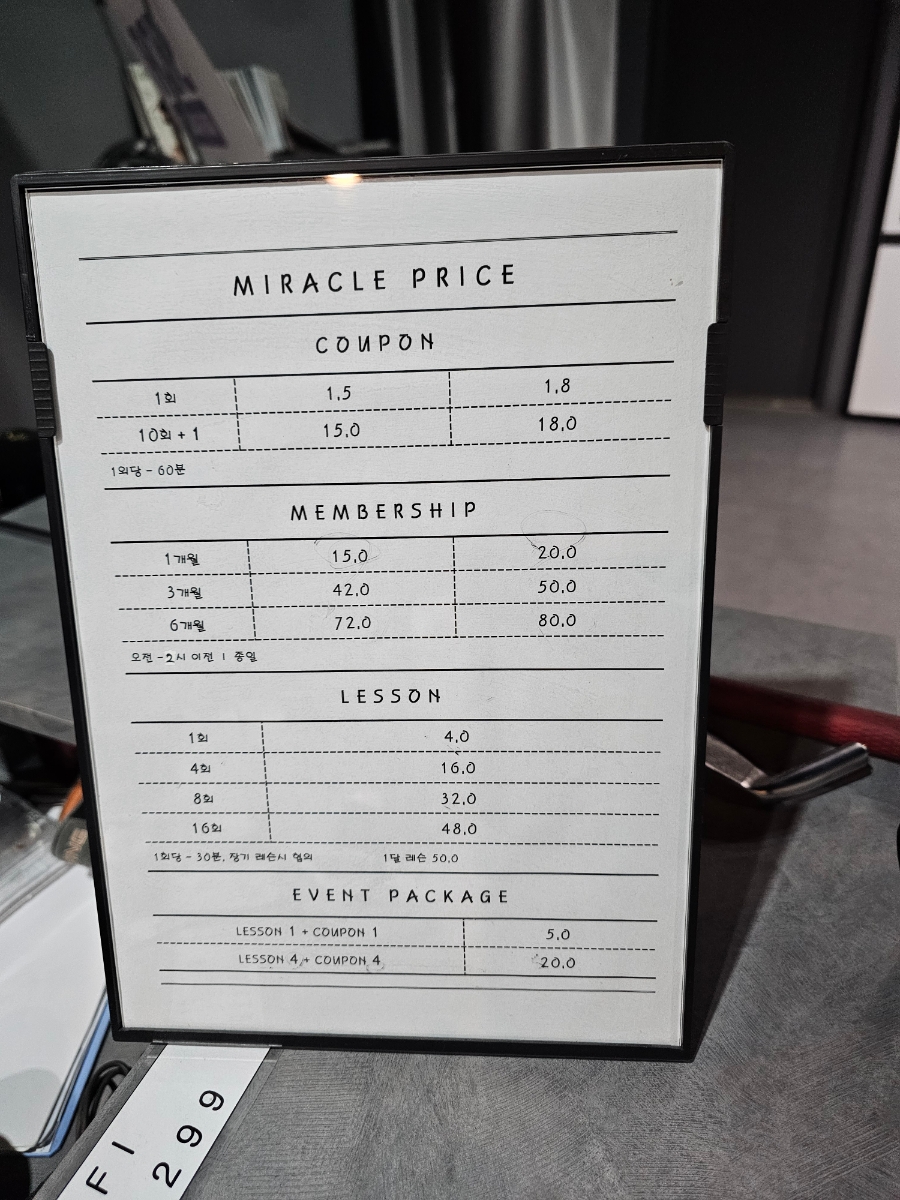 MIRACLE PRICE
COUPON
1회 1,5 1,8
10회 + 1 15,0 18,0
1회당 - 60분
MEMBERSHIP
1개월 15,0 20,0
3개월 42,0 50,0
6개월 72,0 80,0
오전 - 2시 이전 | 종일
LESSON
1회 4,0
4회 16,0
8회 32,0
16회 48,0
1회당 - 30분, 장기 레슨시 협의 1달 레슨 50,0
EVENT PACKAGE
LESSON 1 + COUPON 1 5,0
LESSON 4 + COUPON 4 20,0
FI
299